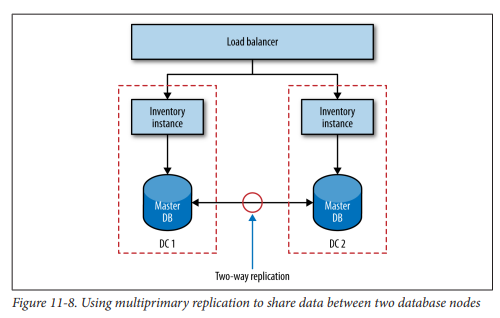 Load balancer
Inventory
instance
Inventory
instance
Master
DB
Master
DB
DC 1
DC 2
Two-way replication
Figure 11-8. Using multiprimary replication to share data between two database nodes